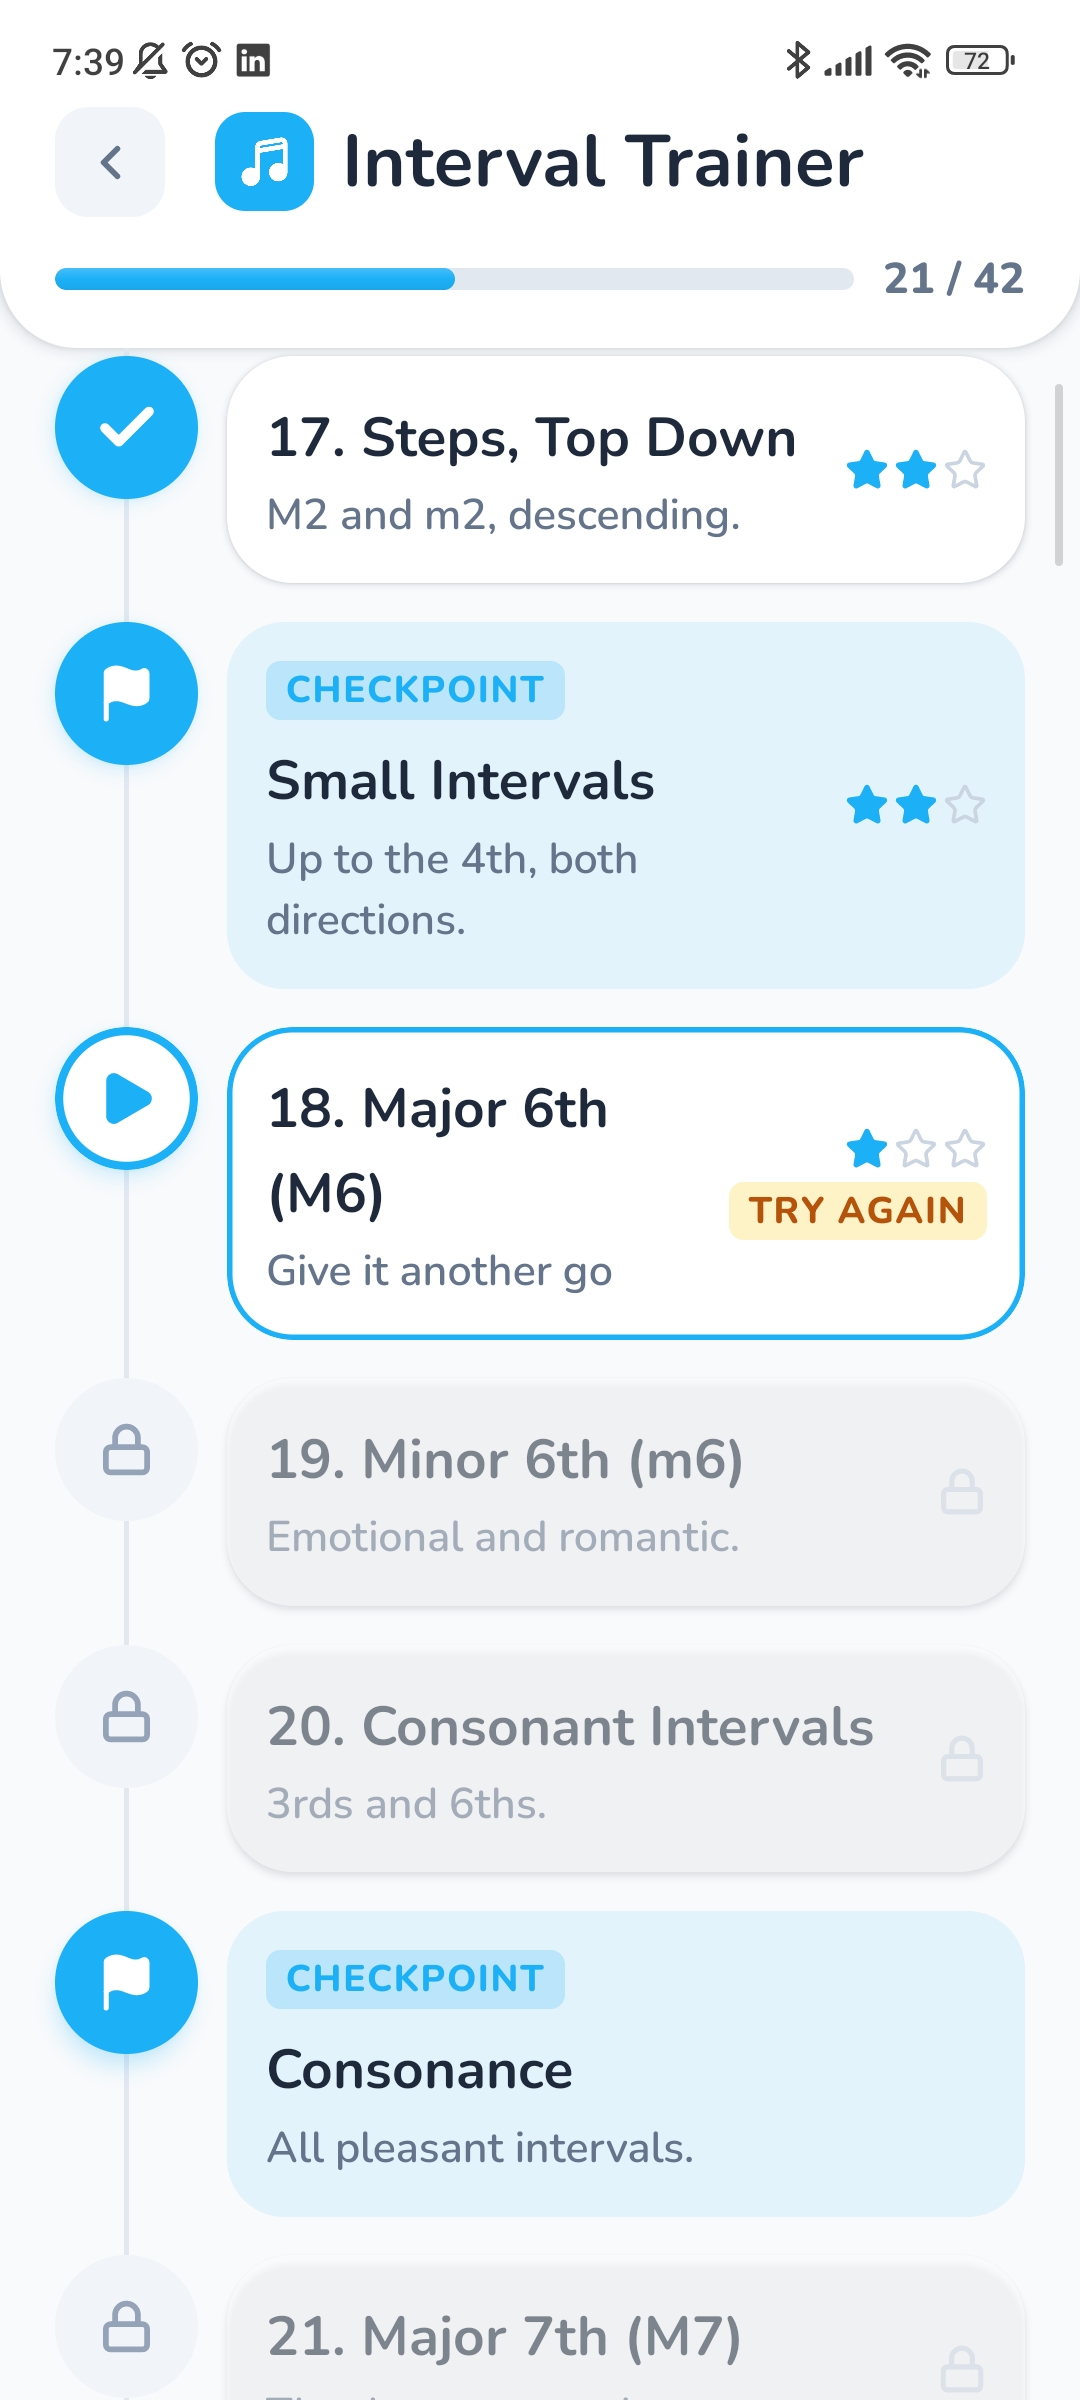 7:39
72
Interval Trainer
21 / 42
17. Steps, Top Down
M2 and m2, descending.
CHECKPOINT
Small Intervals
Up to the 4th, both
directions.
18. Major 6th
(M6)
TRY AGAIN
Give it another go
19. Minor 6th (m6)
Emotional and romantic.
20. Consonant Intervals
3rds and 6ths.
CHECKPOINT
Consonance
All pleasant intervals.
21. Major 7th (M7)